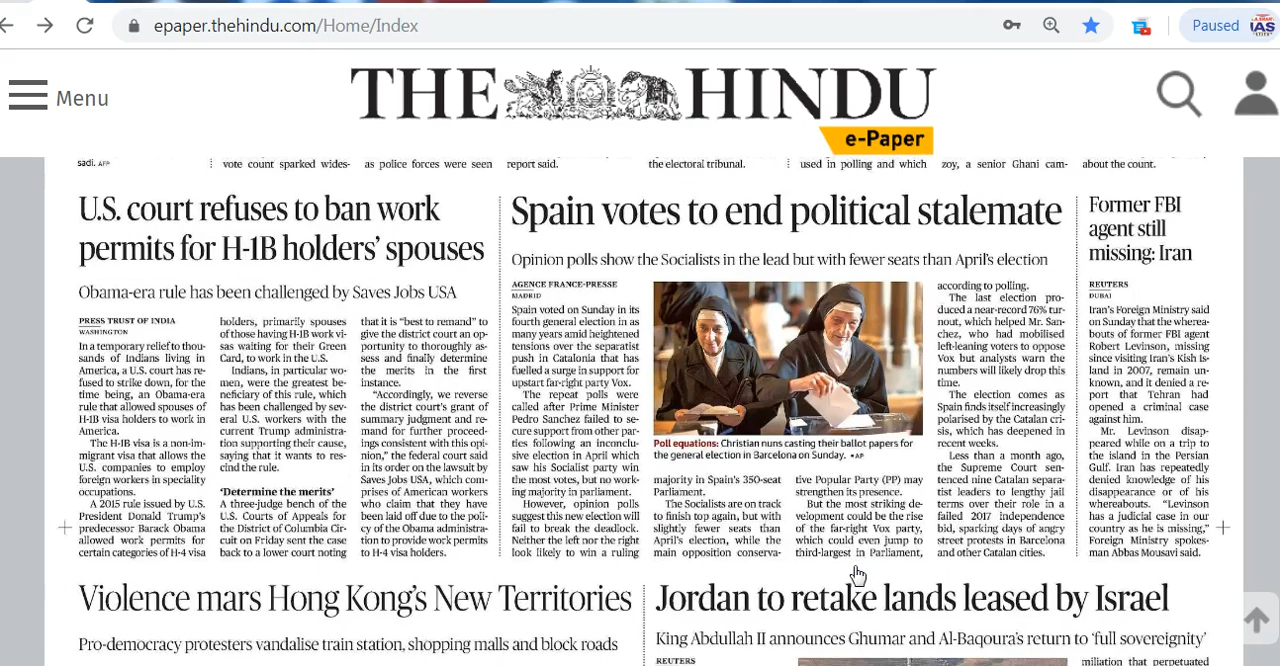 epaper.thehindu.com/Home/Index
Paused
IAS
Menu
THE HINDU
e-Paper
sadi. AFP
vote count sparked wides-
as police forces were seen
report said.
the electoral tribunal.
used in polling and which
zoy, a senior Ghani cam-
about the count.
U.S. court refuses to ban work
permits for H-1B holders' spouses
Obama-era rule has been challenged by Saves Jobs USA
PRESS TRUST OF INDIA
WASHINGTON
In a temporary relief to thou-
sands of Indians living in
America, a U.S. court has re-
fused to strike down, for the
time being, an Obama-era
rule that allowed spouses of
H-1B visa holders to work in
America.
The H-1B visa is a non-im-
migrant visa that allows the
U.S. companies to employ
foreign workers in speciality
occupations.
A 2015 rule issued by U.S.
President Donald Trump's
predecessor Barack Obama
allowed work permits for
certain categories of H-4 visa
holders, primarily spouses
of those having H-1B work vi-
sas waiting for their Green
Card, to work in the U.S.
Indians, in particular wo-
men, were the greatest be-
neficiary of this rule, which
has been challenged by sev-
eral U.S. workers with the
current Trump administra-
tion supporting their cause,
saying that it wants to res-
cind the rule.
'Determine the merits'
A three-judge bench of the
U.S. Courts of Appeals for
the District of Columbia Cir-
cuit on Friday sent the case
back to a lower court noting
that it is "best to remand" to
give the district court an op-
portunity to thoroughly as-
sess and finally determine
the merits in the first
instance.
"Accordingly, we reverse
the district court's grant of
summary judgment and re-
mand for further proceed-
ings consistent with this opi-
nion," the federal court said
in its order on the lawsuit by
Saves Jobs USA, which com-
prises of American workers
who claim that they have
been laid off due to the poli-
cy of the Obama administra-
tion to provide work permits
to H-4 visa holders.
Spain votes to end political stalemate
Opinion polls show the Socialists in the lead but with fewer seats than April's election
AGENCE FRANCE-PRESSE
MADRID
Spain voted on Sunday in its
fourth general election in as
many years amid heightened
tensions over the separatist
push in Catalonia that has
fuelled a surge in support for
upstart far-right party Vox.
The repeat polls were
called after Prime Minister
Pedro Sanchez failed to se-
cure support from other par-
ties following an inconclu-
sive election in April which
saw his Socialist party win
the most votes, but no work-
ing majority in parliament.
However, opinion polls
suggest this new election will
fail to break the deadlock.
Neither the left nor the right
look likely to win a ruling
Poll equations: Christian nuns casting their ballot papers for
the general election in Barcelona on Sunday. •AP
majority in Spain's 350-seat
Parliament.
The Socialists are on track
to finish top again, but with
slightly fewer seats than
April's election, while the
main opposition conserva-
tive Popular Party (PP) may
strengthen its presence.
But the most striking de-
velopment could be the rise
of the far-right Vox party,
which could even jump to
third-largest in Parliament,
according to polling.
The last election pro-
duced a near-record 76% tur-
nout, which helped Mr. San-
chez, who had mobilised
left-leaning voters to oppose
Vox but analysts warn the
numbers will likely drop this
time.
The election comes as
Spain finds itself increasingly
polarised by the Catalan cri-
sis, which has deepened in
recent weeks.
Less than a month ago,
the Supreme Court sen-
tenced nine Catalan separa-
tist leaders to lengthy jail
terms over their role in a
failed 2017 independence
bid, sparking days of angry
street protests in Barcelona
and other Catalan cities.
Former FBI
agent still
missing: Iran
REUTERS
DUBAI
Iran's Foreign Ministry said
on Sunday that the wherea-
bouts of former FBI agent
Robert Levinson, missing
since visiting Iran's Kish Is-
land in 2007, remain un-
known, and it denied a re-
port that Tehran had
opened a criminal case
against him.
Mr. Levinson disap-
peared while on a trip to
the island in the Persian
Gulf. Iran has repeatedly
denied knowledge of his
disappearance or of his
whereabouts. "Levinson
has a judicial case in our
country as he is missing,"
Foreign Ministry spokes-
man Abbas Mousavi said.
Violence mars Hong Kong's New Territories
Pro-democracy protesters vandalise train station, shopping malls and block roads
Jordan to retake lands leased by Israel
King Abdullah II announces Ghumar and Al-Baqoura's return to 'full sovereignty'
REUTERS
miliation that perpetuated